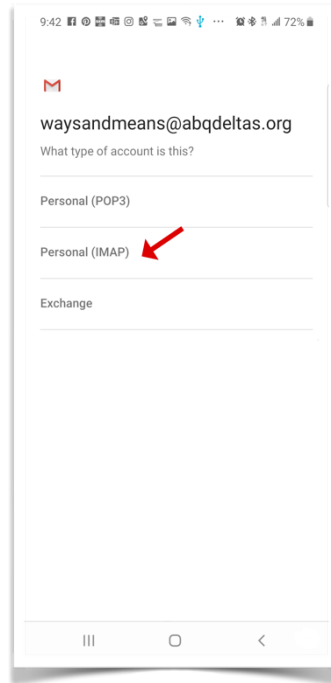 9:42 72%
waysandmeans@abqdeltas.org
What type of account is this?
Personal (POP3)
Personal (IMAP)
Exchange